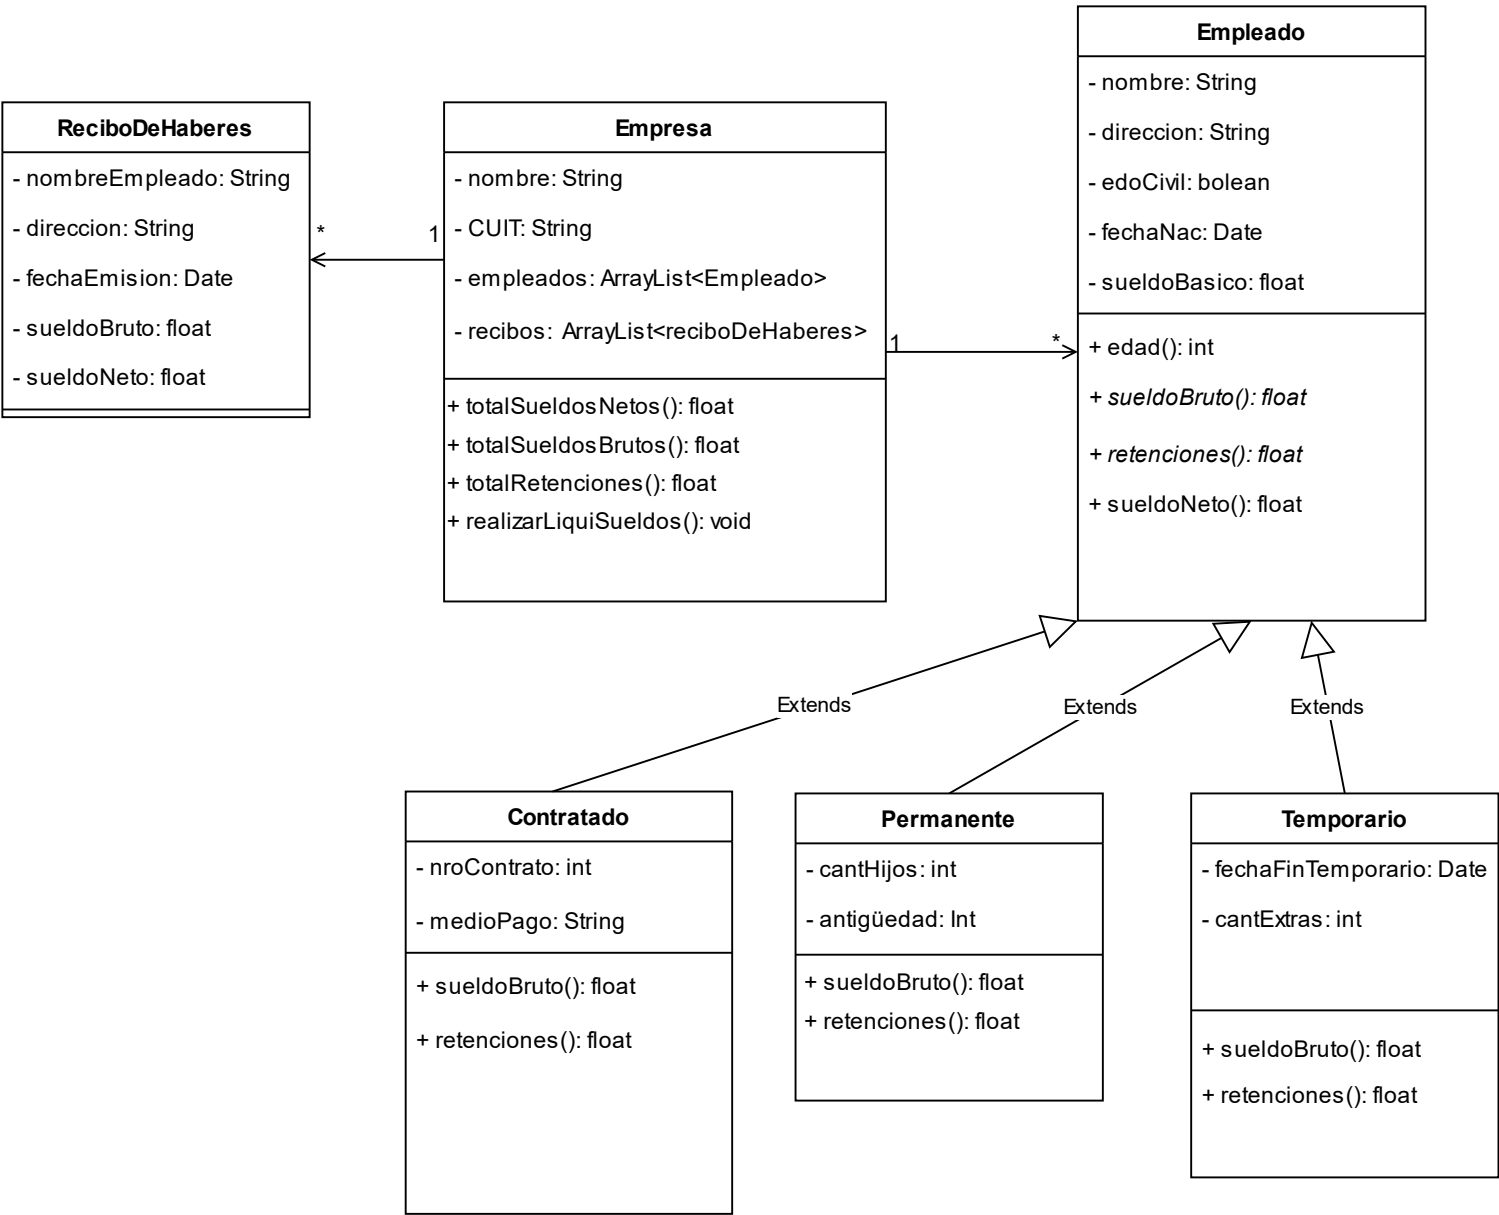 Empleado
- nombre: String
- direccion: String
- edoCivil: bolean
- fechaNac: Date
- sueldoBasico: float
+ edad(): int
+ sueldoBruto(): float
+ retenciones(): float
+ sueldoNeto(): float
ReciboDeHaberes
- nombreEmpleado: String
- direccion: String
- fechaEmision: Date
- sueldoBruto: float
- sueldoNeto: float
* 1
Empresa
- nombre: String
- CUIT: String
- empleados: ArrayList<Empleado>
- recibos: ArrayList<reciboDeHaberes>
+ totalSueldosNetos(): float
+ totalSueldosBrutos(): float
+ totalRetenciones(): float
+ realizarLiquiSueldos(): void
1 *
Extends
Extends
Extends
Contratado
- nroContrato: int
- medioPago: String
+ sueldoBruto(): float
+ retenciones(): float
Permanente
- cantHijos: int
- antigüedad: Int
+ sueldoBruto(): float
+ retenciones(): float
Temporario
- fechaFinTemporario: Date
- cantExtras: int
+ sueldoBruto(): float
+ retenciones(): float